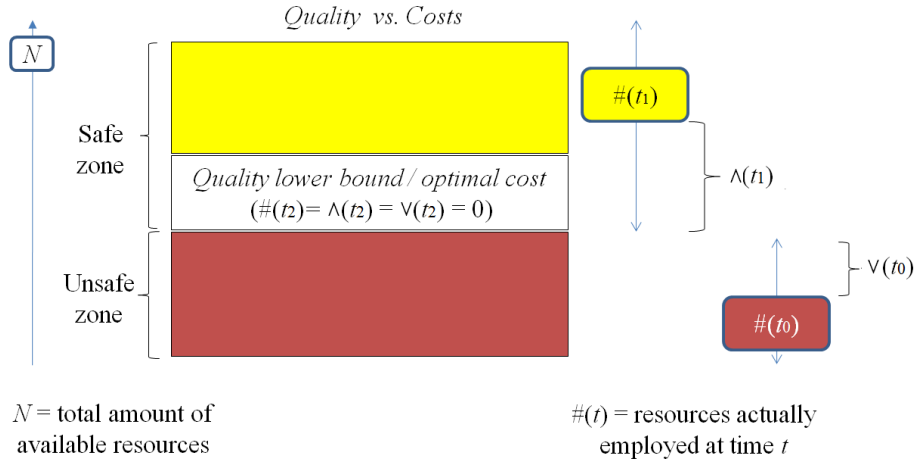 Quality vs. Costs
N
#(t₁)
Safe
zone
∧(t₁)
Quality lower bound / optimal cost
(#(t₂)= ∧(t₂) = ∨(t₂) = 0)
∨(t₀)
Unsafe
zone
#(t₀)
N = total amount of
available resources
#(t) = resources actually
employed at time t